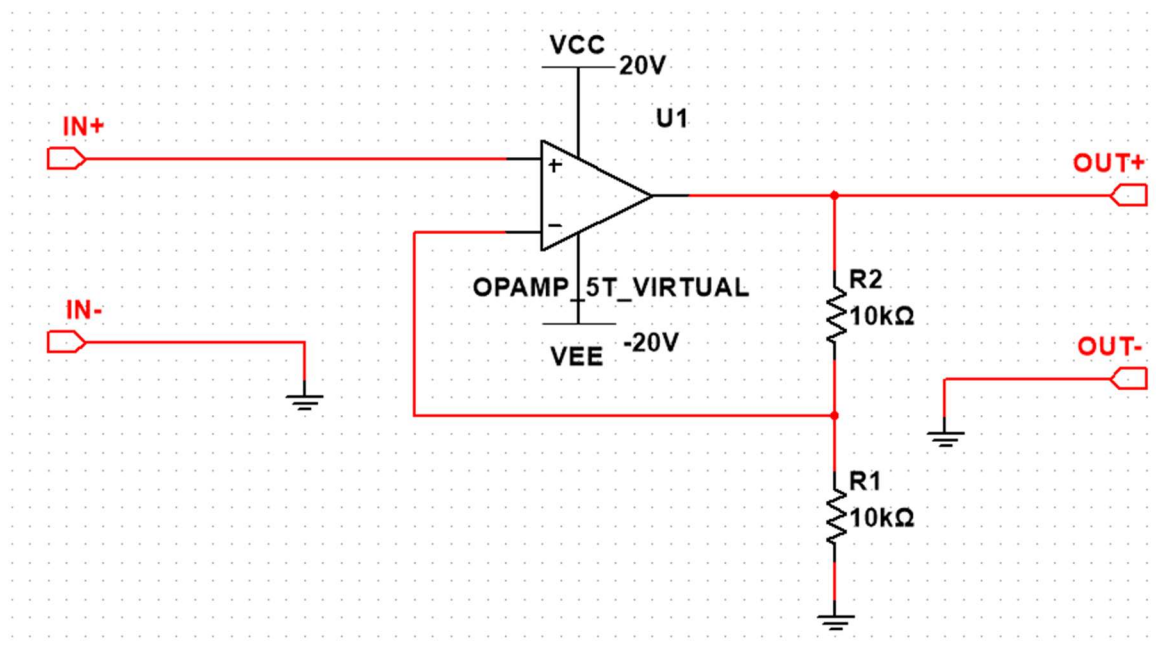 VCC
20V
U1
IN+
OUT+
+
−
R2
10kΩ
OPAMP_5T_VIRTUAL
IN-
-20V
VEE
OUT-
R1
10kΩ